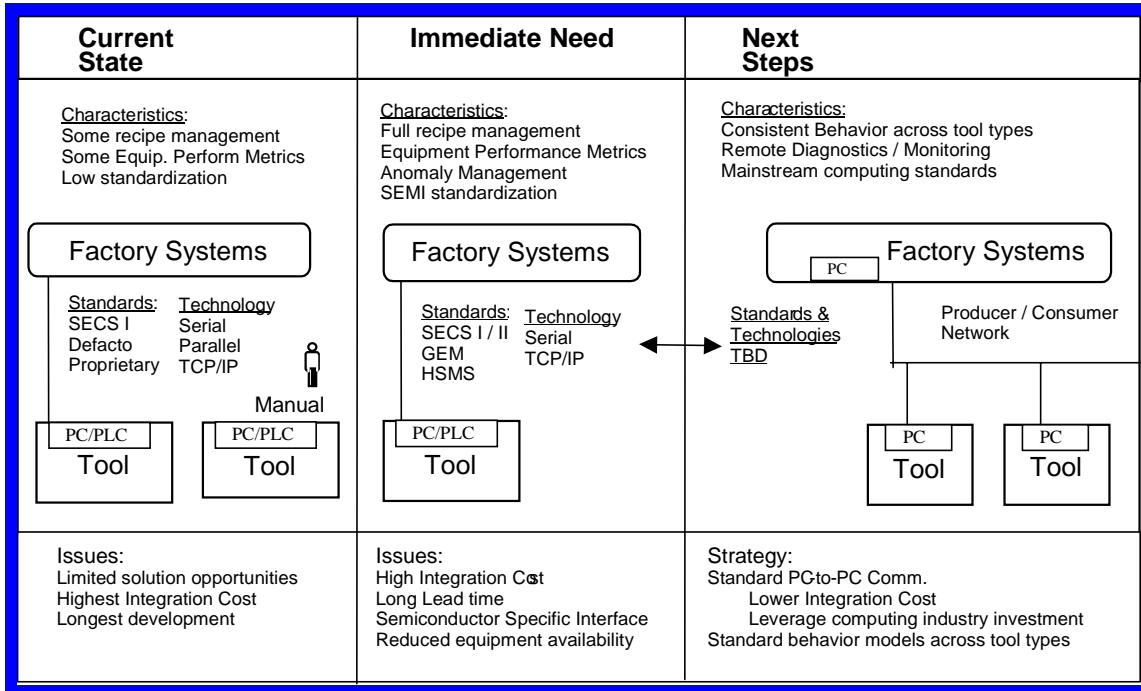 Current
State
Characteristics:
Some recipe management
Some Equip. Perform Metrics
Low standardization
Factory Systems
Standards:
SECS I
Defacto
Proprietary
Technology
Serial
Parallel
TCP/IP
Manual
PC/PLC
Tool
PC/PLC
Tool
Issues:
Limited solution opportunities
Highest Integration Cost
Longest development
Immediate Need
Characteristics:
Full recipe management
Equipment Performance Metrics
Anomaly Management
SEMI standardization
Factory Systems
Standards:
SECS I / II
GEM
HSMS
Technology
Serial
TCP/IP
PC/PLC
Tool
Issues:
High Integration Cost
Long Lead time
Semiconductor Specific Interface
Reduced equipment availability
Next
Steps
Characteristics:
Consistent Behavior across tool types
Remote Diagnostics / Monitoring
Mainstream computing standards
Factory Systems
PC
Standards &
Technologies
TBD
Producer / Consumer
Network
PC
Tool
PC
Tool
Strategy:
Standard PC-to-PC Comm.
Lower Integration Cost
Leverage computing industry investment
Standard behavior models across tool types